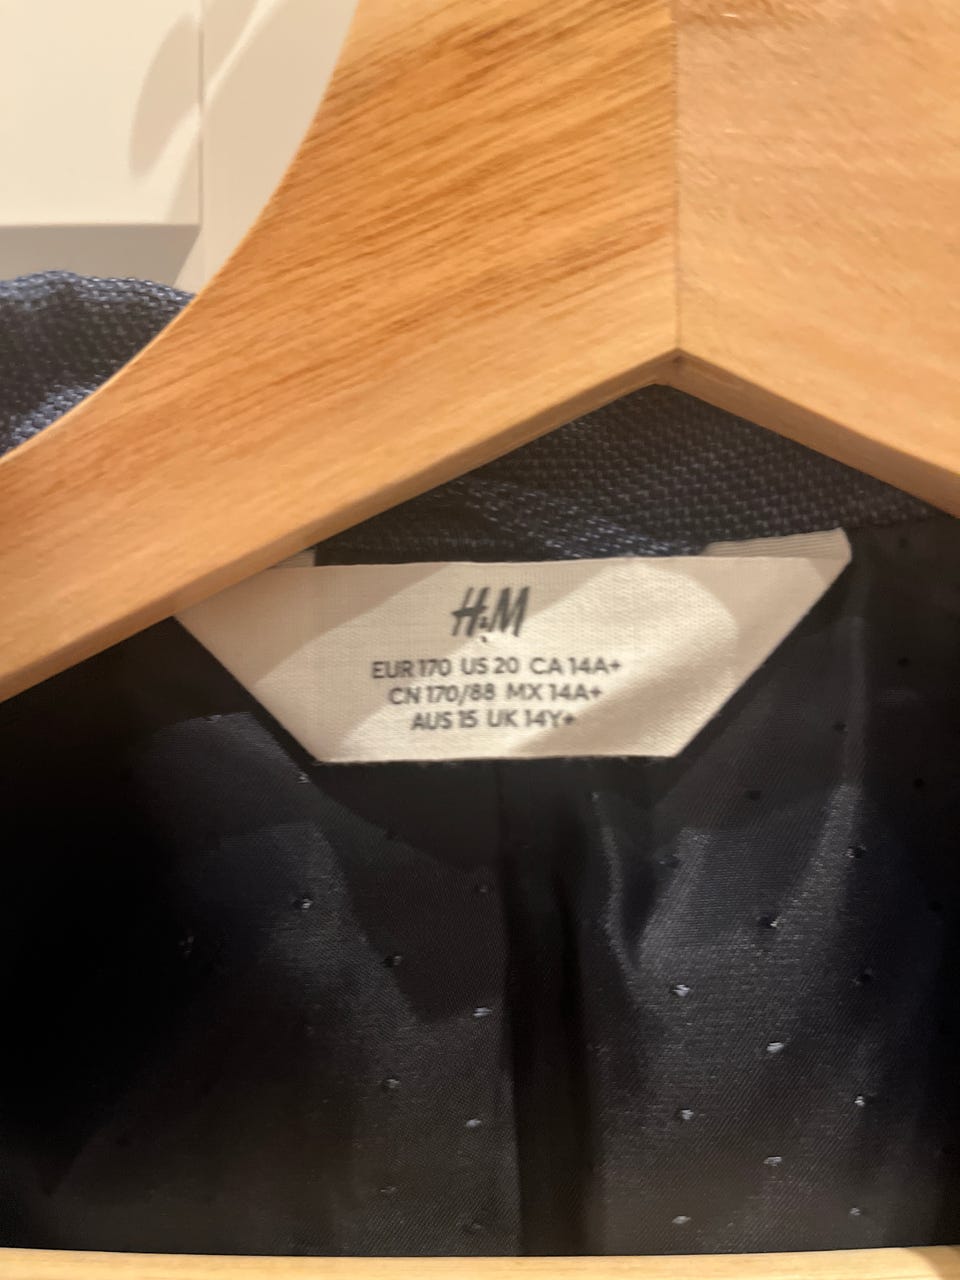 H&M
EUR 170 US 20 CA 14A+
CN 170/88 MX 14A+
AUS 15 UK 14Y+